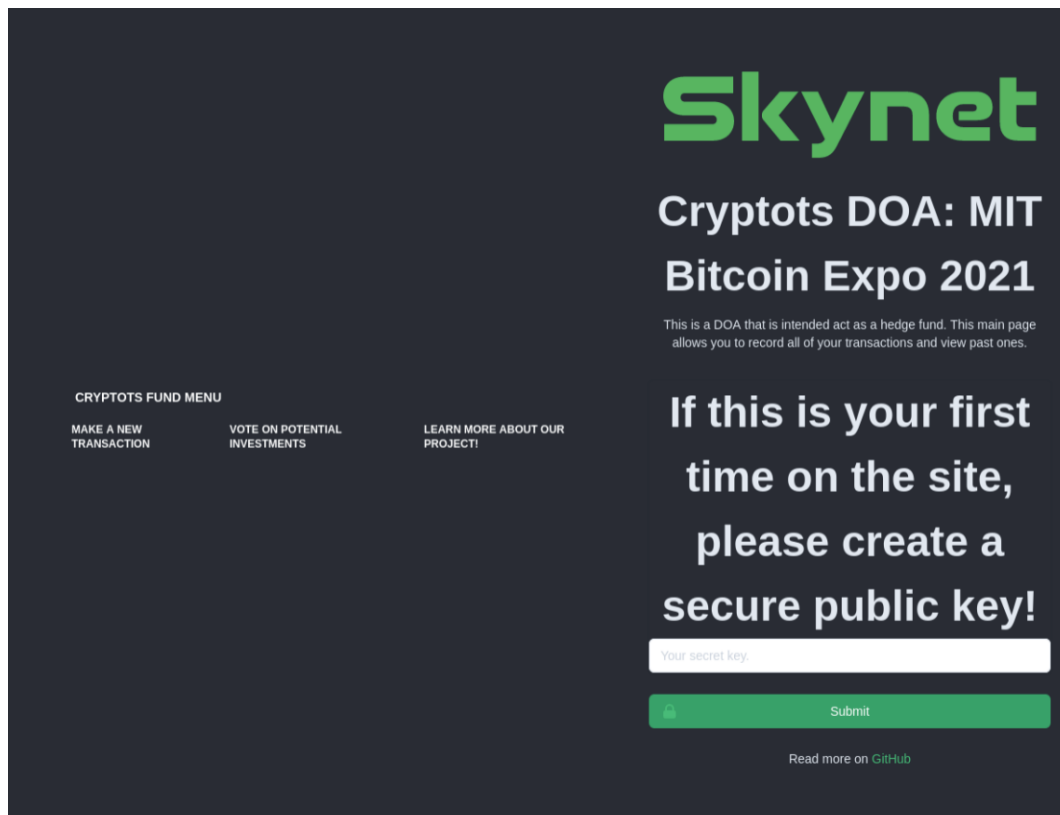 Skynet
Cryptots DOA: MIT
Bitcoin Expo 2021
This is a DOA that is intended act as a hedge fund. This main page
allows you to record all of your transactions and view past ones.
CRYPTOTS FUND MENU
MAKE A NEW
TRANSACTION
VOTE ON POTENTIAL
INVESTMENTS
LEARN MORE ABOUT OUR
PROJECT!
If this is your first
time on the site,
please create a
secure public key!
Your secret key.
Submit
Read more on GitHub